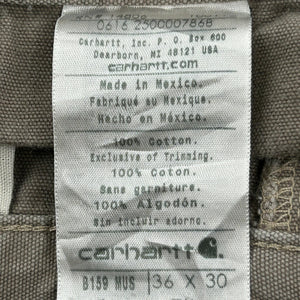 0616 2500007868
Carhartt, Inc. P. O. Box 600
Dearborn, MI 48121 USA
carhartt.com
Made in Mexico.
Fabriqué au Mexique.
Hecho en México.
100% Cotton.
Exclusive of Trimming.
100% Coton.
Sans garniture.
100% Algodón.
Sin incluir adorno.
carhartt
B159 MUS 36 X 30